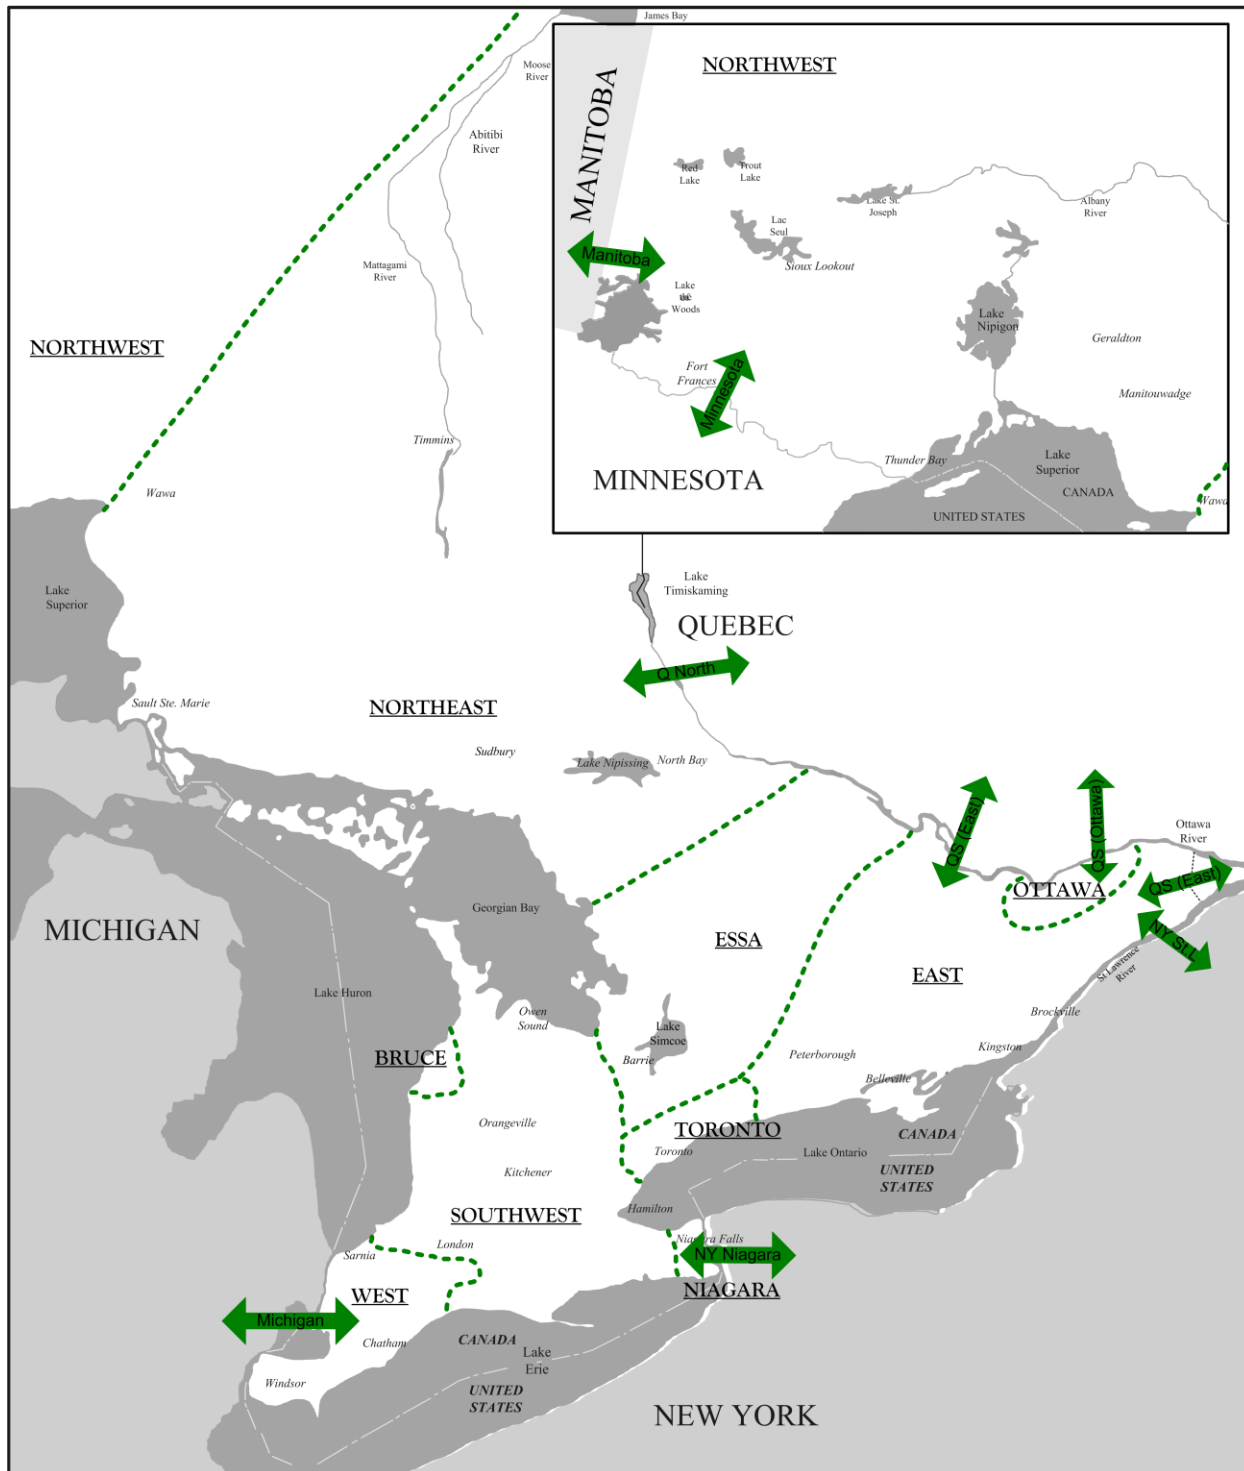 James Bay
Moose
River
Abitibi
River
Mattagami
River
NORTHWEST
Timmins
Wawa
Lake
Superior
NORTHWEST
MANITOBA
Red
Lake
Trout
Lake
Lake St.
Joseph
Albany
River
Lac
Seul
Sioux Lookout
Manitoba
Lake
Woods
Lake
Nipigon
Geraldton
Fort
Frances
Minnesota
Manitouwadge
MINNESOTA
Thunder Bay
Lake
Superior
CANADA
UNITED STATES
Wawa
Lake
Timiskaming
QUEBEC
Q North
Sault Ste. Marie
NORTHEAST
Sudbury
Lake Nipissing
North Bay
QS (East)
QS (Ottawa)
Ottawa
River
OTTAWA
QS (East)
NY St.L
St Lawrence
River
MICHIGAN
Georgian Bay
ESSA
EAST
Lake Huron
Owen
Sound
Lake
Simcoe
Brockville
Kingston
BRUCE
Barrie
Peterborough
Belleville
Orangeville
TORONTO
Toronto
Lake Ontario
CANADA
UNITED
STATES
Kitchener
SOUTHWEST
Hamilton
Niagara Falls
NY Niagara
NIAGARA
Sarnia
London
WEST
Michigan
Chatham
Windsor
CANADA
Lake
Erie
UNITED
STATES
NEW YORK